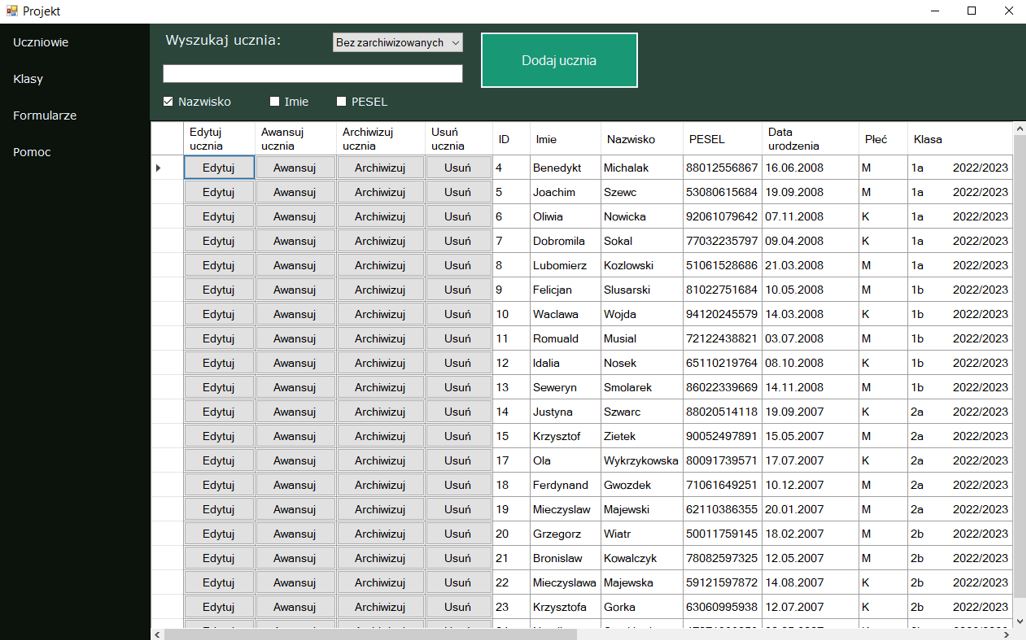 Projekt
Uczniowie
Klasy
Formularze
Pomoc
Wyszukaj ucznia:
Bez zarchiwizowanych
Dodaj ucznia
Nazwisko Imie PESEL
Edytuj ucznia Awansuj ucznia Archiwizuj ucznia Usuń ucznia ID Imie Nazwisko PESEL Data urodzenia Płeć Klasa
Edytuj Awansuj Archiwizuj Usuń 4 Benedykt Michalak 88012556867 16.06.2008 M 1a 2022/2023
Edytuj Awansuj Archiwizuj Usuń 5 Joachim Szewc 53080615684 19.09.2008 M 1a 2022/2023
Edytuj Awansuj Archiwizuj Usuń 6 Oliwia Nowicka 92061079642 07.11.2008 K 1a 2022/2023
Edytuj Awansuj Archiwizuj Usuń 7 Dobromila Sokal 77032235797 09.04.2008 K 1a 2022/2023
Edytuj Awansuj Archiwizuj Usuń 8 Lubomierz Kozlowski 51061528686 21.03.2008 M 1a 2022/2023
Edytuj Awansuj Archiwizuj Usuń 9 Felicjan Slusarski 81022751684 10.05.2008 M 1b 2022/2023
Edytuj Awansuj Archiwizuj Usuń 10 Waclawa Wojda 94120245579 14.03.2008 K 1b 2022/2023
Edytuj Awansuj Archiwizuj Usuń 11 Romuald Musial 72122438821 03.07.2008 M 1b 2022/2023
Edytuj Awansuj Archiwizuj Usuń 12 Idalia Nosek 65110219764 08.10.2008 K 1b 2022/2023
Edytuj Awansuj Archiwizuj Usuń 13 Seweryn Smolarek 86022339669 14.11.2008 M 1b 2022/2023
Edytuj Awansuj Archiwizuj Usuń 14 Justyna Szwarc 88020514118 19.09.2007 K 2a 2022/2023
Edytuj Awansuj Archiwizuj Usuń 15 Krzysztof Zietek 90052497891 15.05.2007 M 2a 2022/2023
Edytuj Awansuj Archiwizuj Usuń 17 Ola Wykrzykowska 80091739571 17.07.2007 K 2a 2022/2023
Edytuj Awansuj Archiwizuj Usuń 18 Ferdynand Gwozdek 71061649251 10.12.2007 M 2a 2022/2023
Edytuj Awansuj Archiwizuj Usuń 19 Mieczyslaw Majewski 62110386355 20.01.2007 M 2a 2022/2023
Edytuj Awansuj Archiwizuj Usuń 20 Grzegorz Wiatr 50011759145 18.02.2007 M 2b 2022/2023
Edytuj Awansuj Archiwizuj Usuń 21 Bronislaw Kowalczyk 78082597325 12.05.2007 M 2b 2022/2023
Edytuj Awansuj Archiwizuj Usuń 22 Mieczyslawa Majewska 59121597872 14.08.2007 K 2b 2022/2023
Edytuj Awansuj Archiwizuj Usuń 23 Krzysztofa Gorka 63060995938 12.07.2007 K 2b 2022/2023